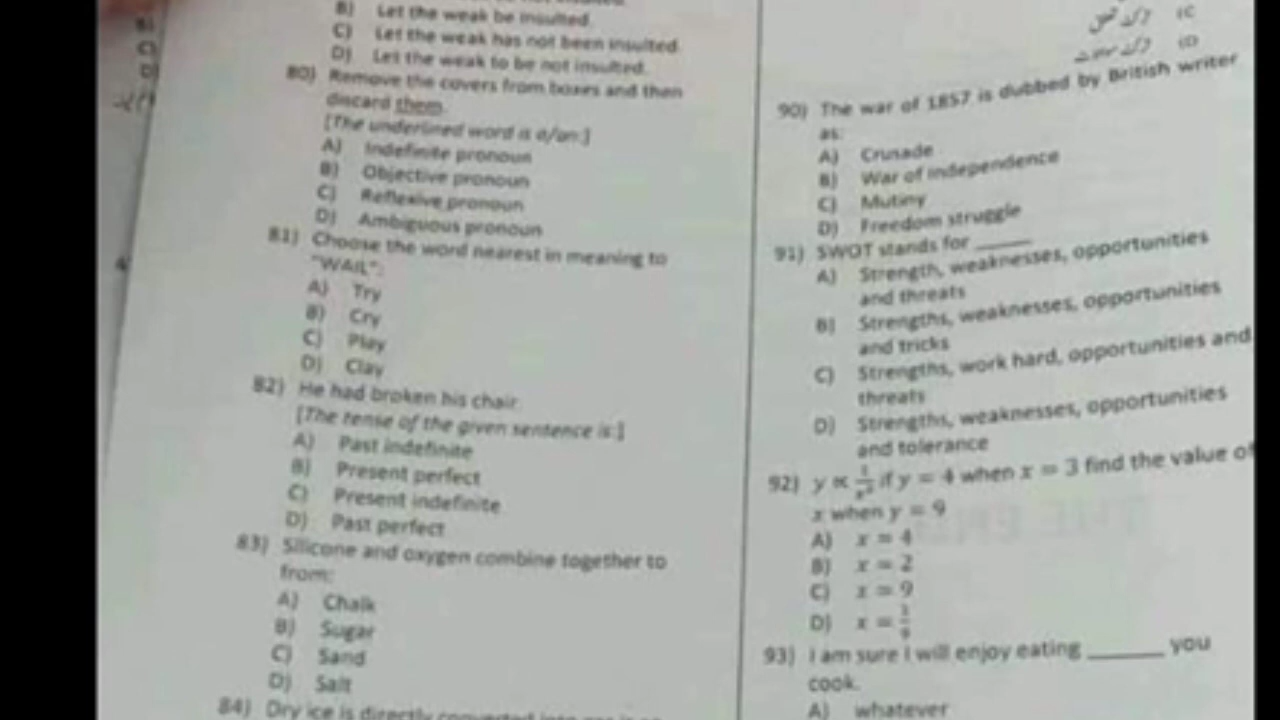 B) Let the weak be insulted.
C) Let the weak has not been insulted.
D) Let the weak to be not insulted.
80) Remove the covers from boxes and then
discard them.
[The underlined word is a/an:]
A) Indefinite pronoun
B) Objective pronoun
C) Reflexive pronoun
D) Ambiguous pronoun
81) Choose the word nearest in meaning to
"WAIL":
A) Try
B) Cry
C) Play
D) Clay
82) He had broken his chair.
[The tense of the given sentence is:]
A) Past indefinite
B) Present perfect
C) Present indefinite
D) Past perfect
83) Silicone and oxygen combine together to
from:
A) Chalk
B) Sugar
C) Sand
D) Salt
84) Dry ice is directly converted into
(C
(D
90) The war of 1857 is dubbed by British writer
as:
A) Crusade
B) War of independence
C) Mutiny
D) Freedom struggle
91) SWOT stands for _____
A) Strength, weaknesses, opportunities
and threats
B) Strengths, weaknesses, opportunities
and tricks
C) Strengths, work hard, opportunities and
threats
D) Strengths, weaknesses, opportunities
and tolerance
92) y ∝ 1/x² if y = 4 when x = 3 find the value of
x when y = 9
A) x = 4
B) x = 2
C) x = 9
D) x = 1/9
93) I am sure I will enjoy eating _______ you
cook.
A) whatever